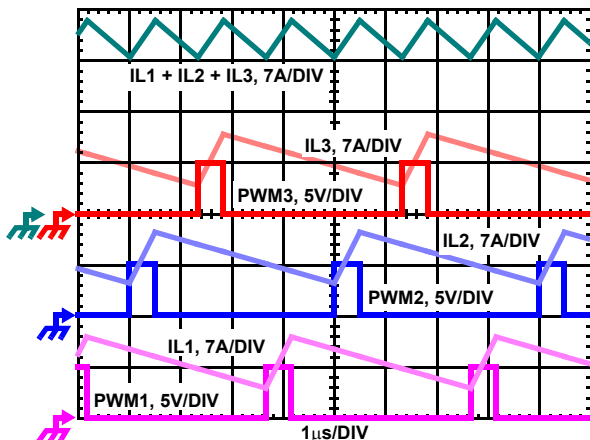 IL1 + IL2 + IL3, 7A/DIV
IL3, 7A/DIV
PWM3, 5V/DIV
IL2, 7A/DIV
PWM2, 5V/DIV
IL1, 7A/DIV
PWM1, 5V/DIV
1μs/DIV